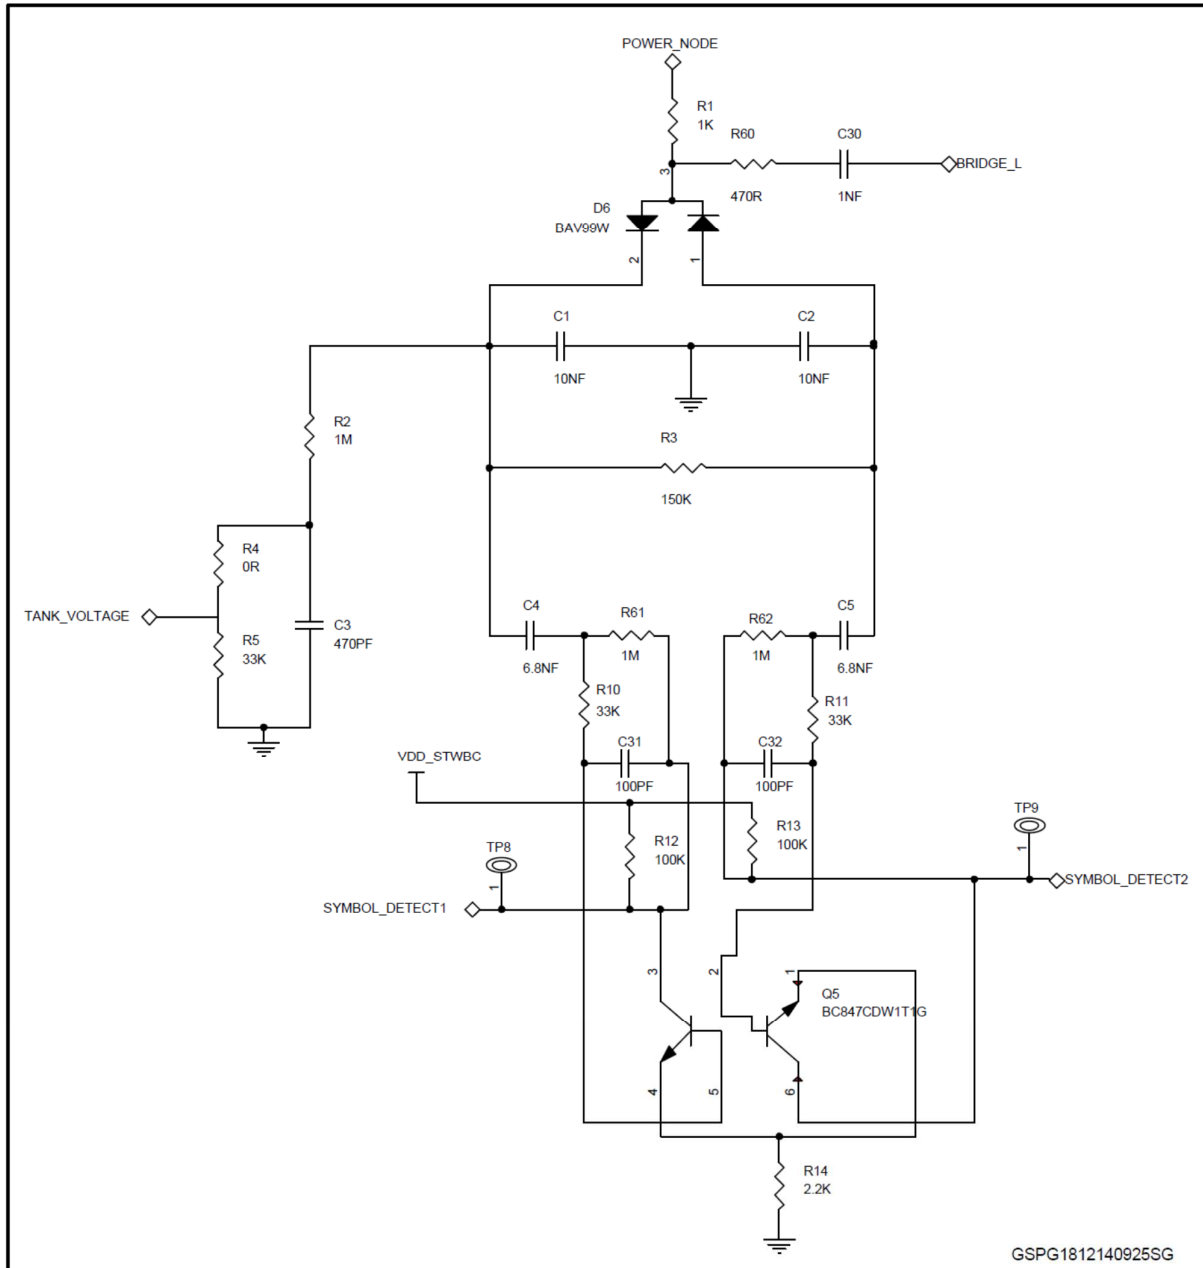 POWER_NODE
R1
1K
R60
470R
C30
1NF
BRIDGE_L
3
D6
BAV99W
2
1
C1
10NF
C2
10NF
R2
1M
R3
150K
R4
0R
TANK_VOLTAGE
R5
33K
C3
470PF
C4
6.8NF
R61
1M
R62
1M
C5
6.8NF
R10
33K
R11
33K
VDD_STWBC
C31
100PF
C32
100PF
TP8
1
R12
100K
R13
100K
TP9
1
SYMBOL_DETECT1
SYMBOL_DETECT2
3
2
1
Q5
BC847CDW1T1G
4
5
6
R14
2.2K
GSPG1812140925SG